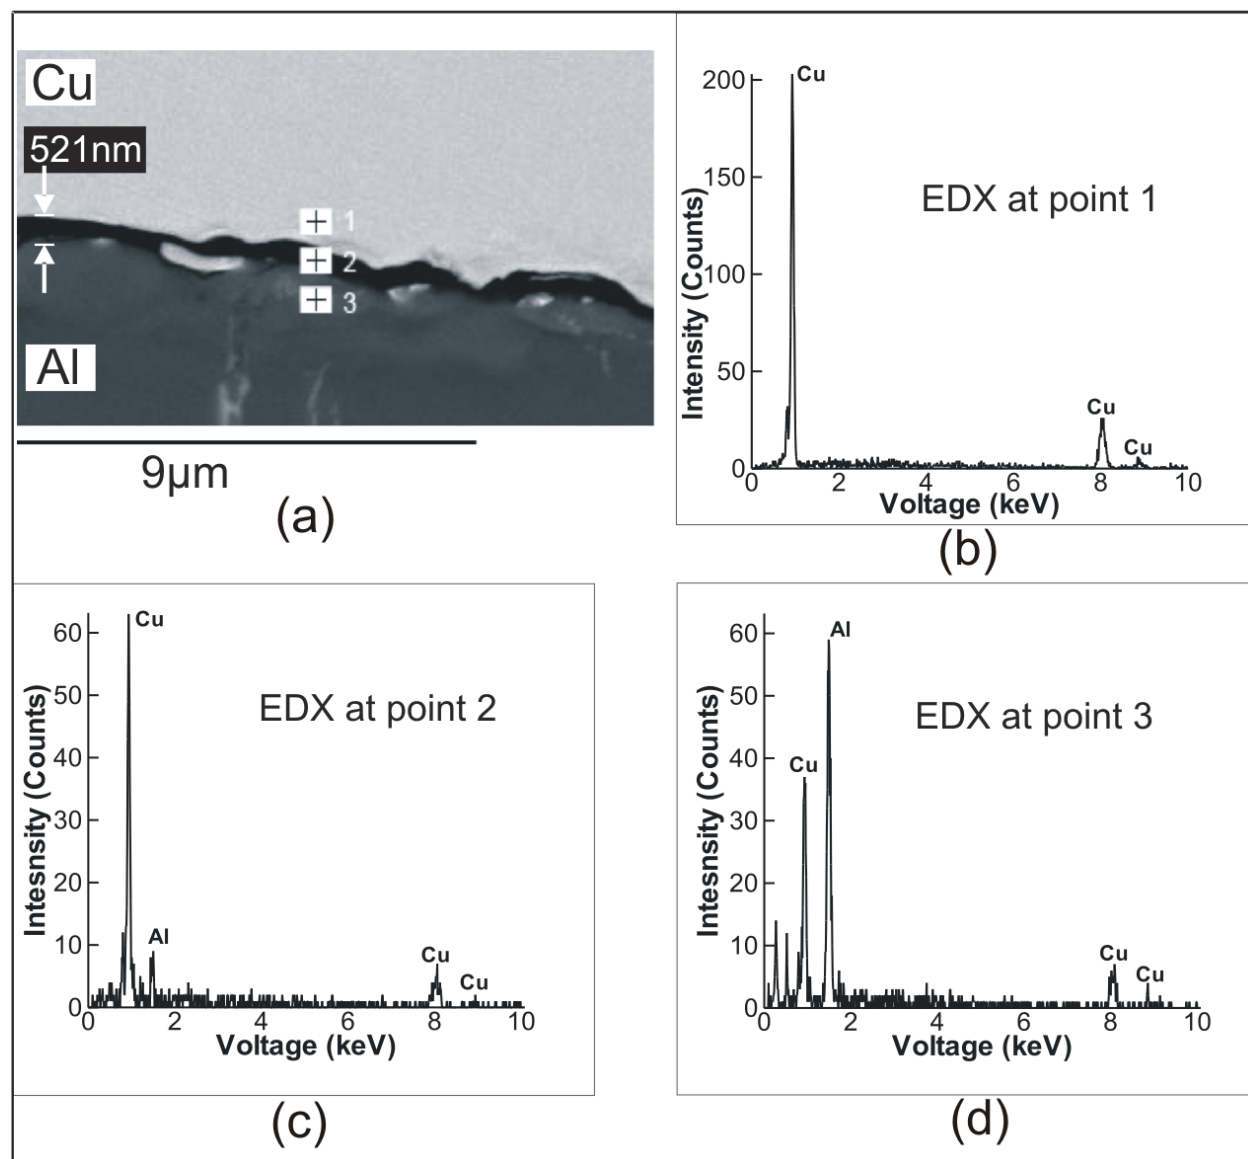 Cu
521nm
1
2
3
Al
9µm
(a)
200
150
100
50
0
Intensity (Counts)
Cu
EDX at point 1
Cu
Cu
0 2 4 6 8 10
Voltage (keV)
(b)
60
50
40
30
20
10
0
Intesnsity (Counts)
Cu
EDX at point 2
Al
Cu
Cu
0 2 4 6 8 10
Voltage (keV)
(c)
60
50
40
30
20
10
0
Intesnsity (Counts)
Al
EDX at point 3
Cu
Cu
Cu
0 2 4 6 8 10
Voltage (keV)
(d)